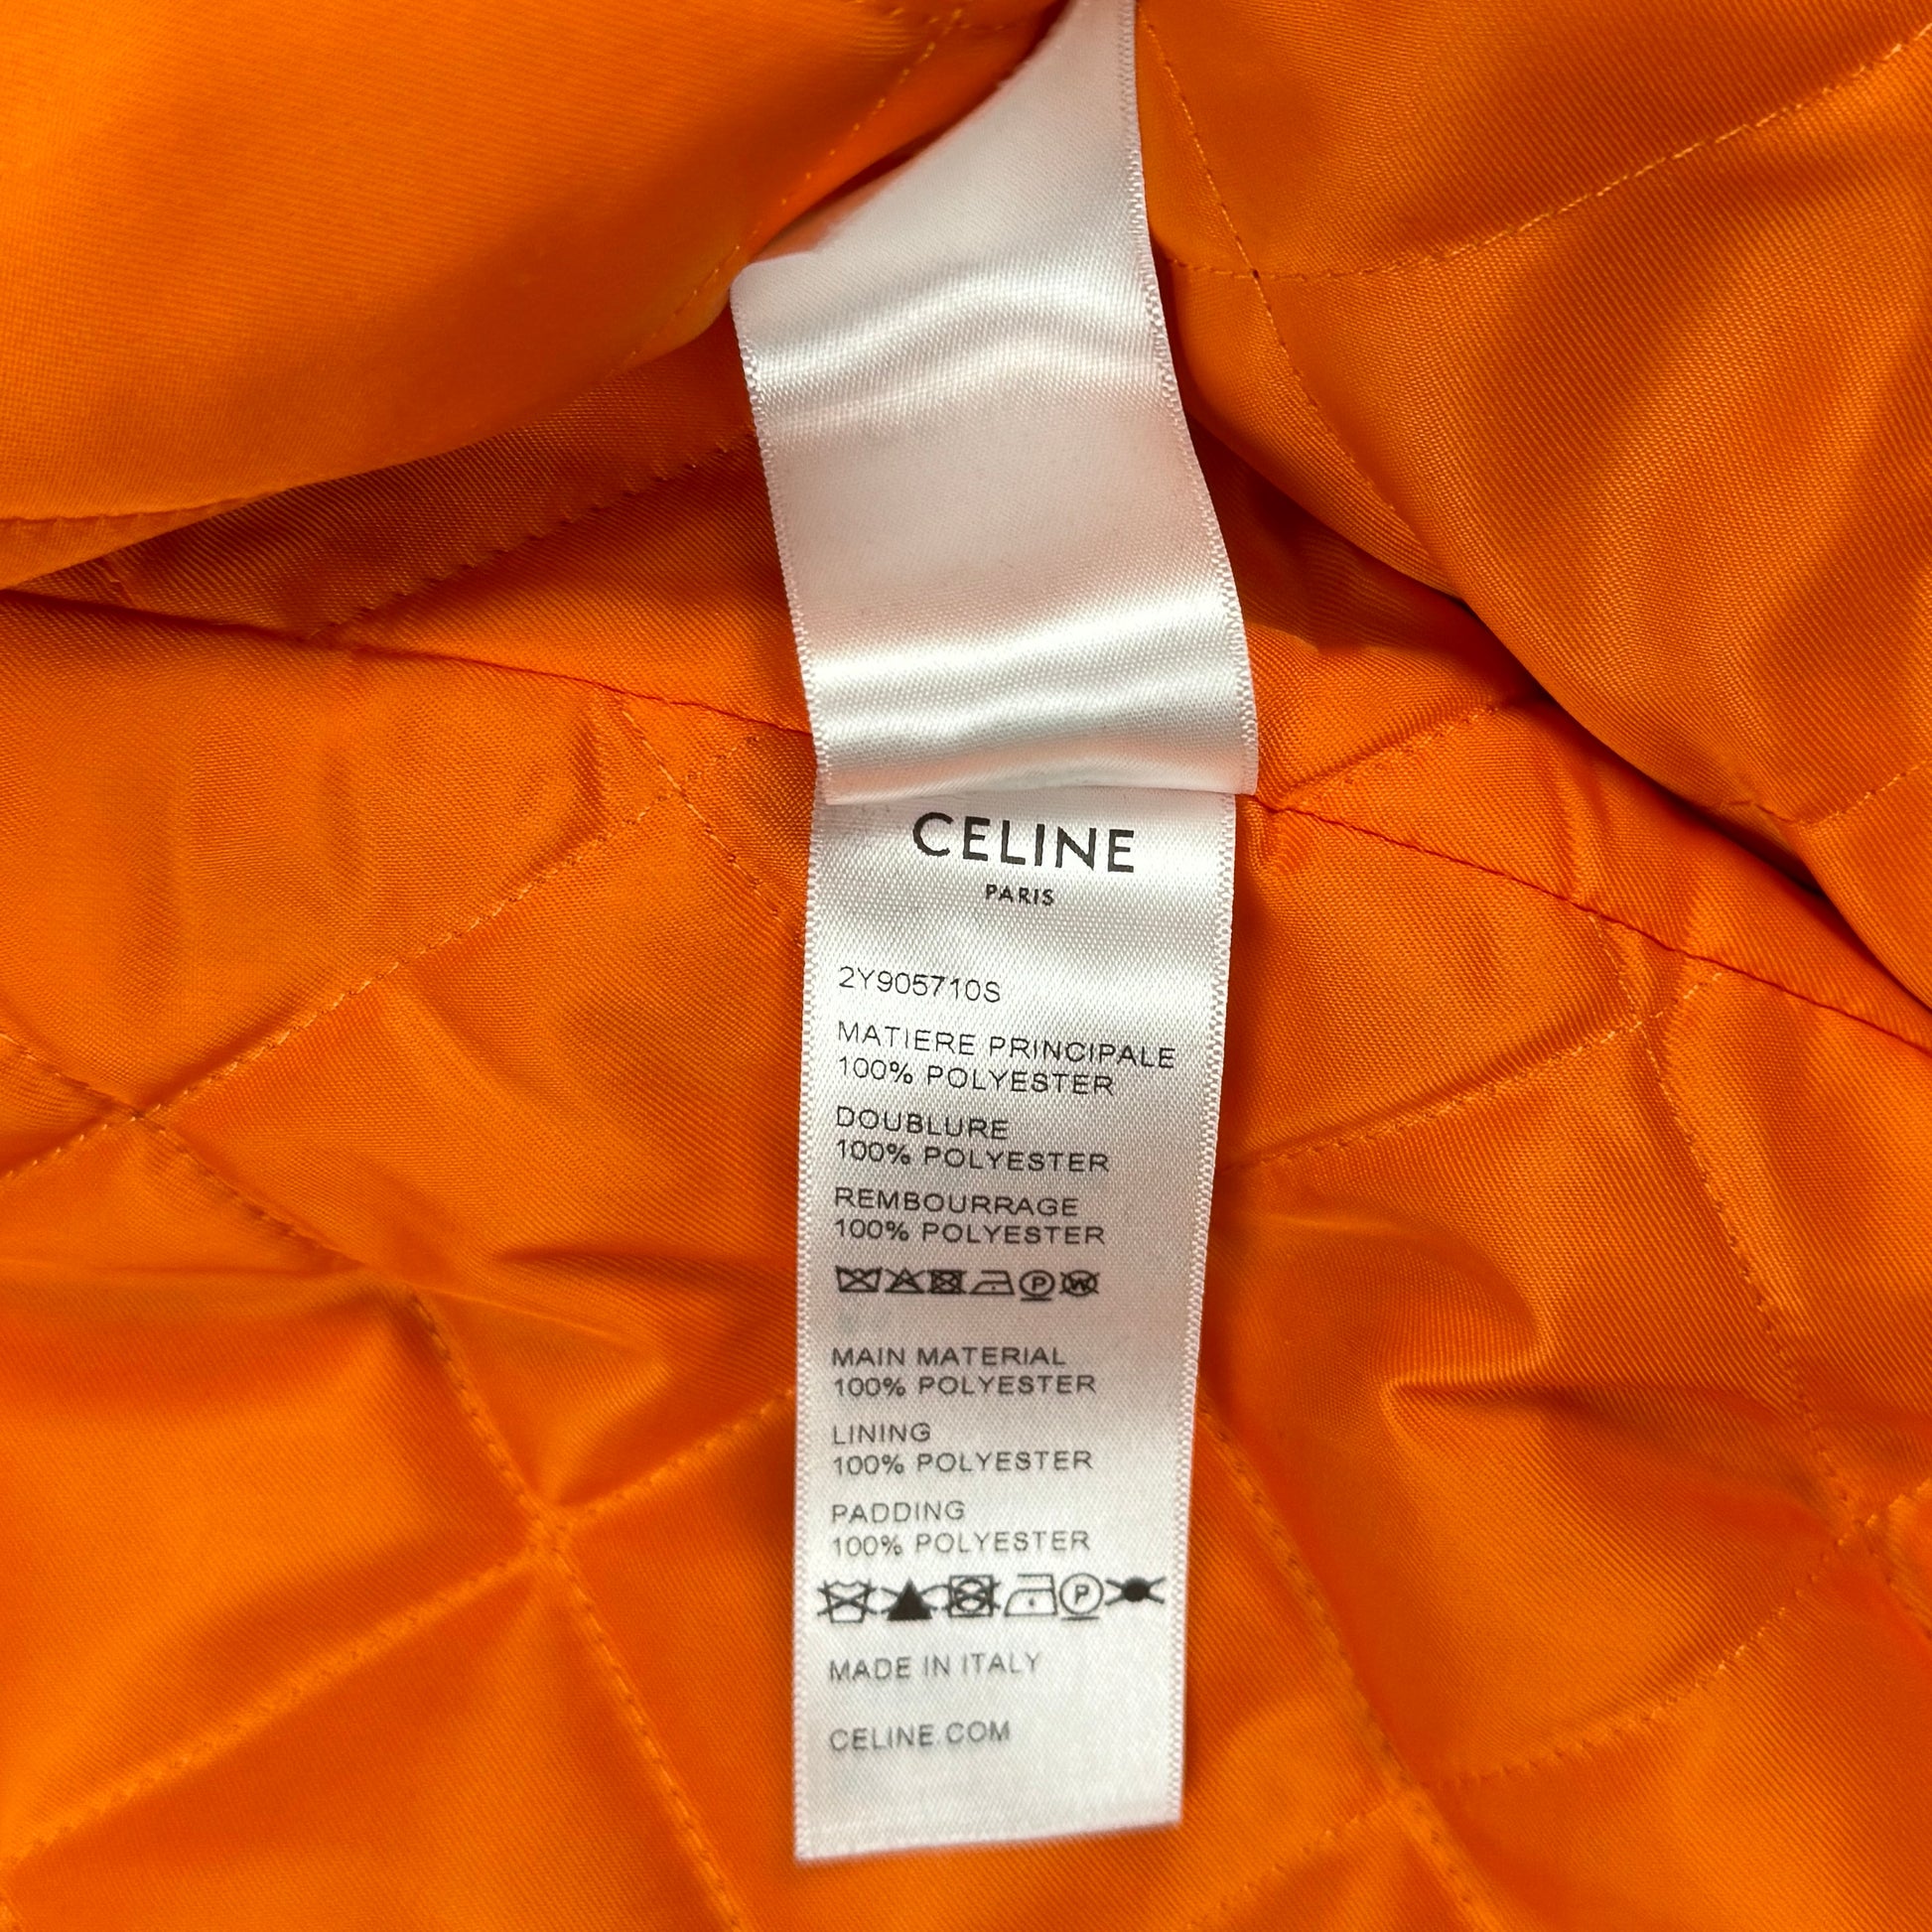 CELINE
PARIS
2Y905710S
MATIERE PRINCIPALE
100% POLYESTER
DOUBLURE
100% POLYESTER
REMBOURRAGE
100% POLYESTER
P W
MAIN MATERIAL
100% POLYESTER
LINING
100% POLYESTER
PADDING
100% POLYESTER
P
MADE IN ITALY
CELINE.COM